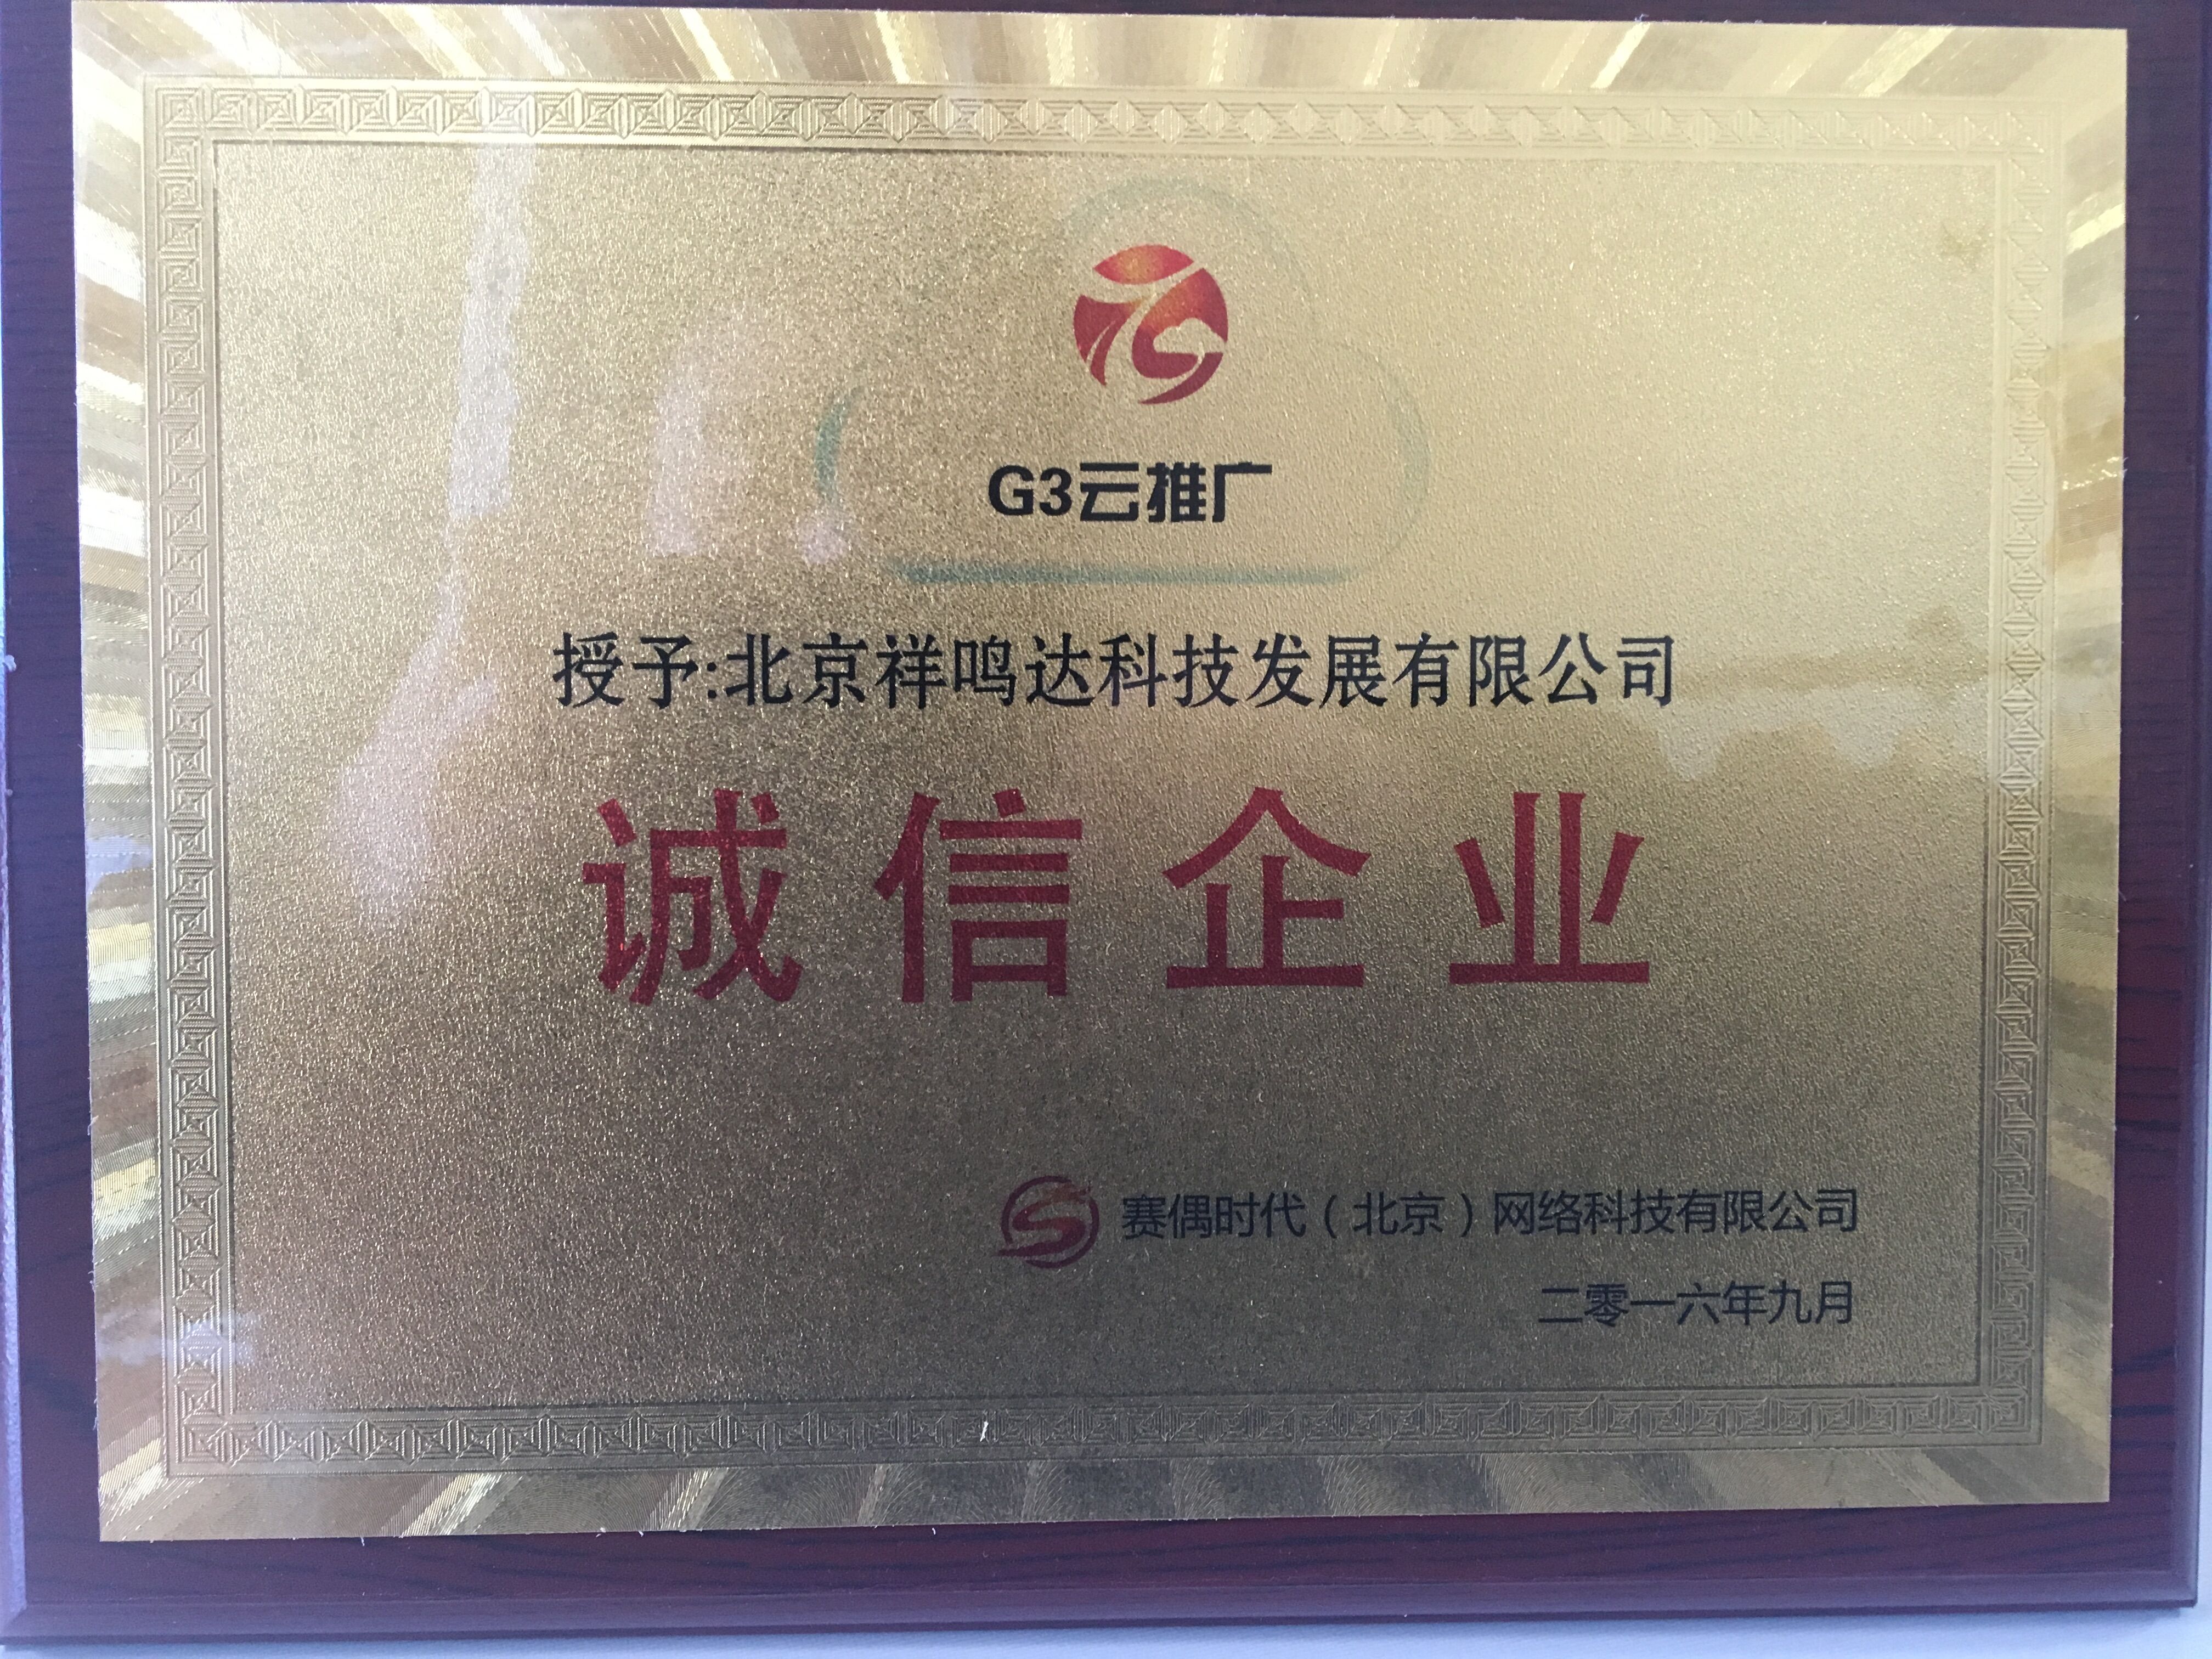 G3云推广
授予:北京祥鸣达科技发展有限公司
诚信企业
赛偶时代（北京）网络科技有限公司
二零一六年九月